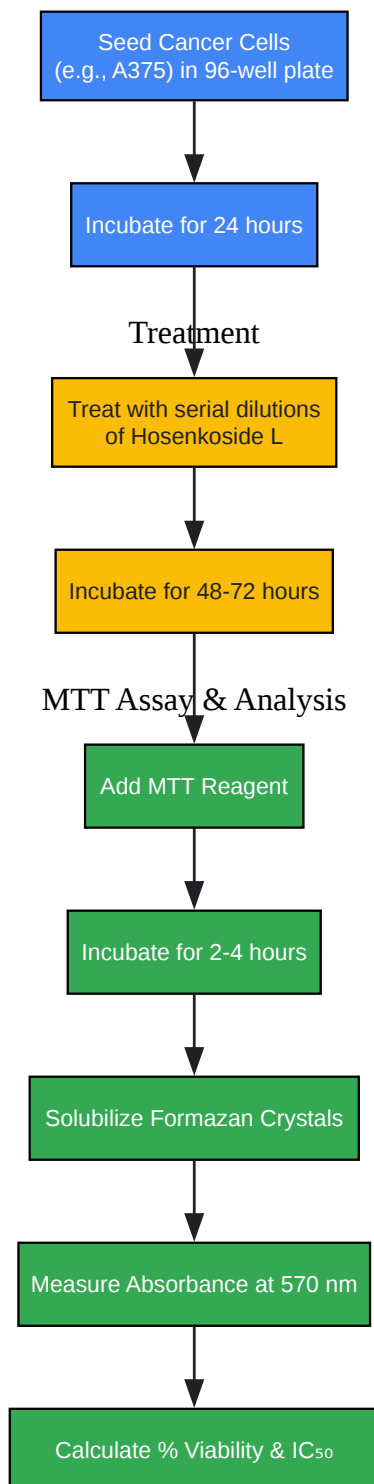 Seed Cancer Cells
(e.g., A375) in 96-well plate
Incubate for 24 hours
Treatment
Treat with serial dilutions
of Hosenkoside L
Incubate for 48-72 hours
MTT Assay & Analysis
Add MTT Reagent
Incubate for 2-4 hours
Solubilize Formazan Crystals
Measure Absorbance at 570 nm
Calculate % Viability & IC₅₀